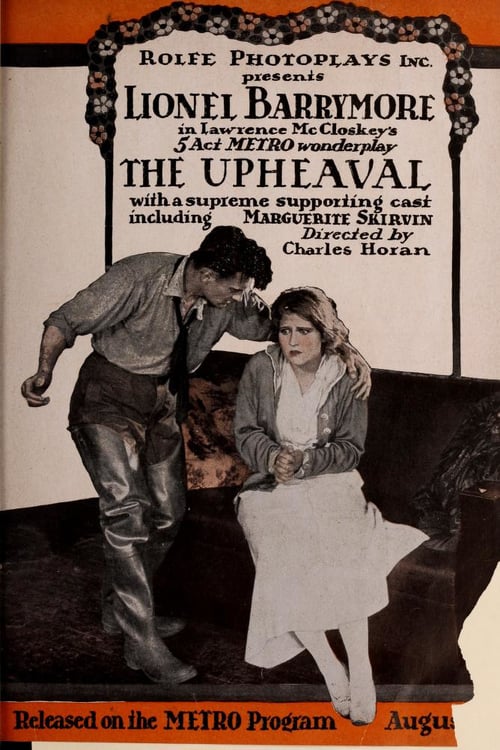 ROLFE PHOTOPLAYS INC.
presents
LIONEL BARRYMORE
in Lawrence McCloskey's
5 Act METRO wonderplay
THE UPHEAVAL
with a supreme supporting cast
including MARGUERITE SKIRVIN
Directed by
Charles Horan
Released on the METRO Program Augus